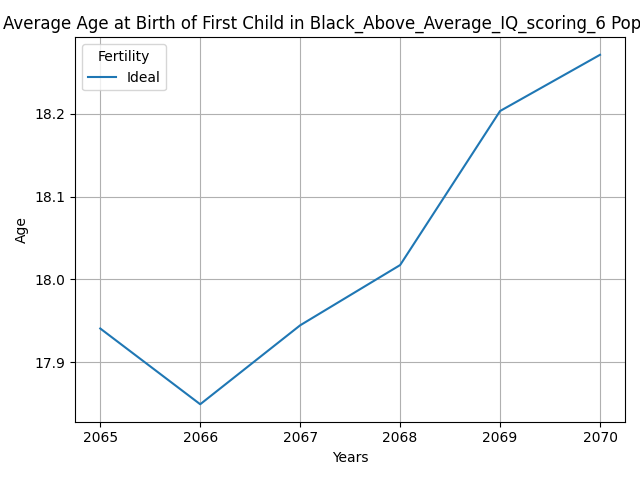 Average Age at Birth of First Child in Black_Above_Average_IQ_scoring_6 Pop
Fertility
Ideal
18.2
18.1
18.0
17.9
Age
2065 2066 2067 2068 2069 2070
Years